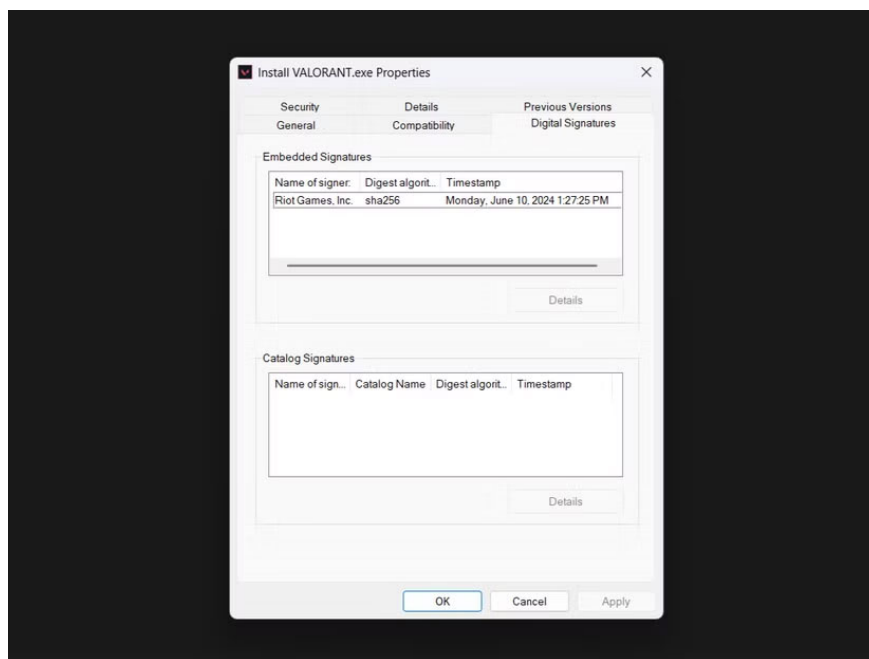 Install VALORANT.exe Properties
Security Details Previous Versions
General Compatibility Digital Signatures
Embedded Signatures
Name of signer: Digest algorit... Timestamp
Riot Games, Inc. sha256 Monday, June 10, 2024 1:27:25 PM
Details
Catalog Signatures
Name of sign... Catalog Name Digest algorit... Timestamp
Details
OK Cancel Apply